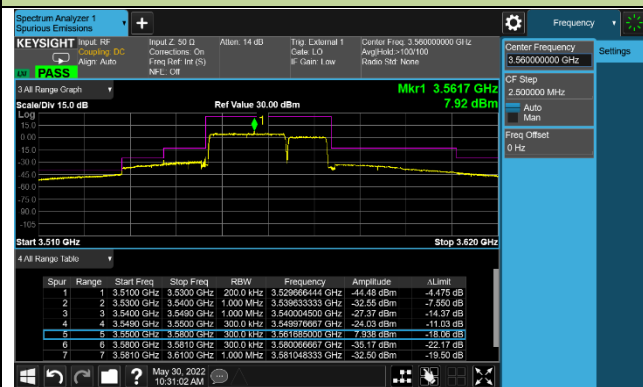 Spectrum Analyzer 1
Spurious Emissions
Frequency
KEYSIGHT
Input: RF
Coupling: DC
Align: Auto
Input Z: 50 Ω
Corrections: On
Freq Ref: Int (S)
NFE: Off
Atten: 14 dB
Trig: External 1
Gate: LO
IF Gain: Low
Center Freq: 3.560000000 GHz
Avg|Hold:>100/100
Radio Std: None
PASS
Center Frequency
3.56000000 GHz
Settings
CF Step
2.500000 MHz
Auto
Man
Freq Offset
0 Hz
3 All Range Graph
Mkr1 3.5617 GHz
Scale/Div 15.0 dB
Ref Value 30.00 dBm
7.92 dBm
Log
15.0
0.00
-15.0
-30.0
-45.0
-60.0
-75.0
-90.0
-105
1
Start 3.510 GHz
Stop 3.620 GHz
4 All Range Table
Spur Range Start Freq Stop Freq RBW Frequency Amplitude ΔLimit
1 1 3.5100 GHz 3.5300 GHz 200.0 kHz 3.529666444 GHz -44.48 dBm -4.475 dB
2 2 3.5300 GHz 3.5400 GHz 1.000 MHz 3.539633333 GHz -32.55 dBm -7.550 dB
3 3 3.5400 GHz 3.5490 GHz 1.000 MHz 3.540004500 GHz -27.37 dBm -14.37 dB
4 4 3.5490 GHz 3.5500 GHz 300.0 kHz 3.549976667 GHz -24.03 dBm -11.03 dB
5 5 3.5500 GHz 3.5800 GHz 300.0 kHz 3.561685000 GHz 7.938 dBm -18.06 dB
6 6 3.5800 GHz 3.5810 GHz 300.0 kHz 3.580066667 GHz -35.17 dBm -22.17 dB
7 7 3.5810 GHz 3.6100 GHz 1.000 MHz 3.581048333 GHz -32.50 dBm -19.50 dB
May 30, 2022
10:31:02 AM